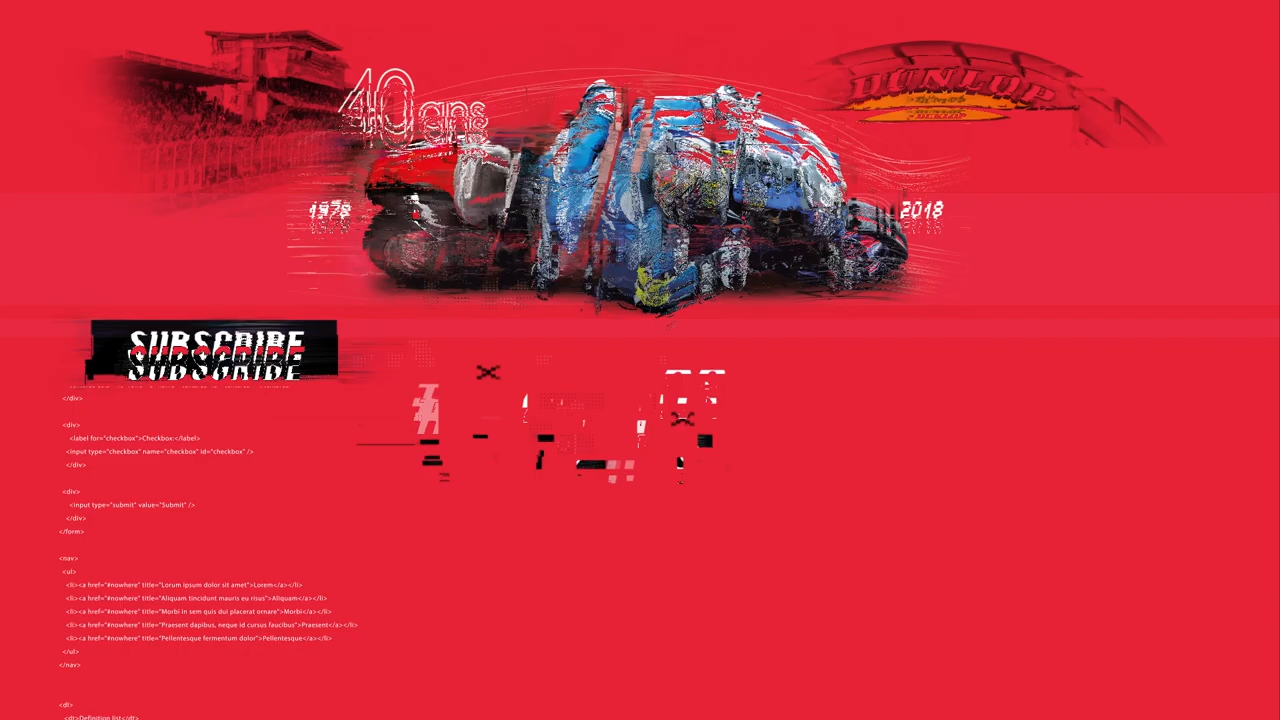 40 ans
DUNLOP
DUNLOP
1978
2018
SUBSCRIBE
SUBSCRIBE
</div>
<div>
<label for="checkbox">Checkbox:</label>
<input type="checkbox" name="checkbox" id="checkbox" />
</div>
<div>
<input type="submit" value="Submit" />
</div>
</form>
<nav>
<ul>
<li><a href="#nowhere" title="Lorum ipsum dolor sit amet">Lorem</a></li>
<li><a href="#nowhere" title="Aliquam tincidunt mauris eu risus">Aliquam</a></li>
<li><a href="#nowhere" title="Morbi in sem quis dui placerat ornare">Morbi</a></li>
<li><a href="#nowhere" title="Praesent dapibus, neque id cursus faucibus">Praesent</a></li>
<li><a href="#nowhere" title="Pellentesque fermentum dolor">Pellentesque</a></li>
</ul>
</nav>
<dl>
<dt>Definition list</dt>